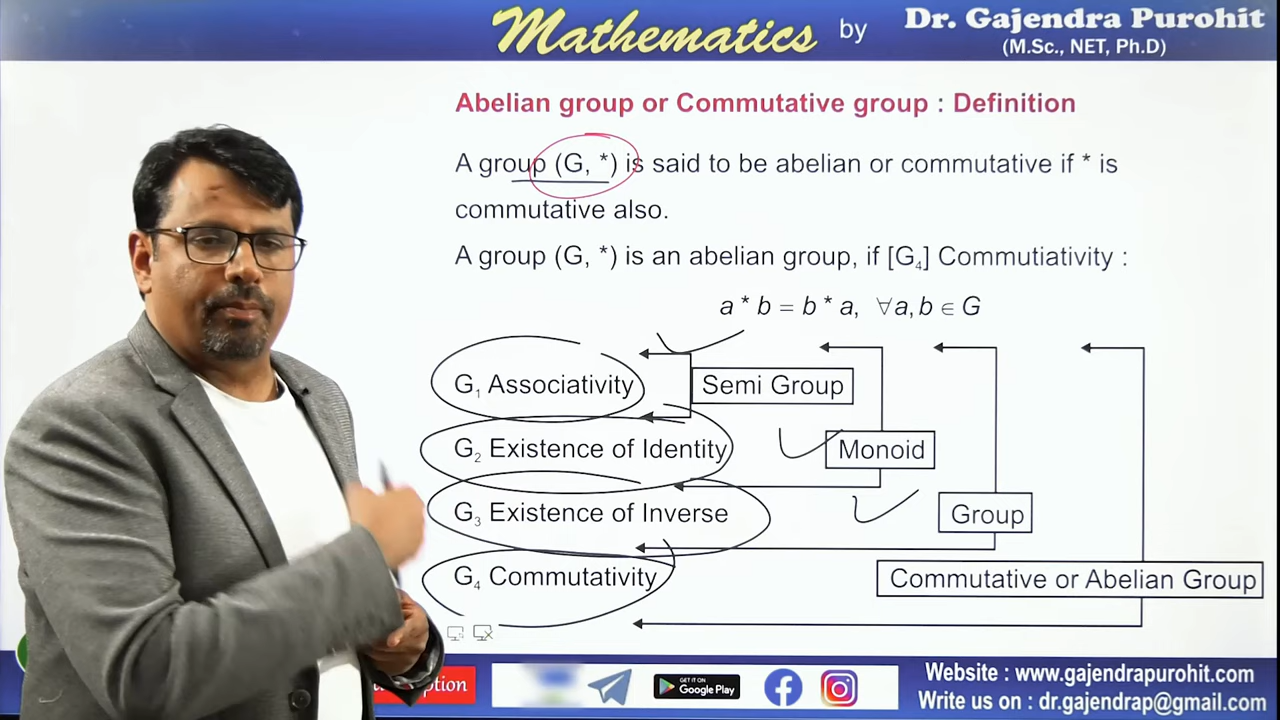 Mathematics by Dr. Gajendra Purohit
(M.Sc., NET, Ph.D)
Abelian group or Commutative group : Definition
A group (G, *) is said to be abelian or commutative if * is
commutative also.
A group (G, *) is an abelian group, if [G₄] Commutiativity :
a * b = b * a, ∀a,b ∈ G
G₁ Associativity
Semi Group
G₂ Existence of Identity
Monoid
G₃ Existence of Inverse
Group
G₄ Commutativity
Commutative or Abelian Group
GET IT ON
Google Play
Website : www.gajendrapurohit.com
Write us on : dr.gajendrap@gmail.com